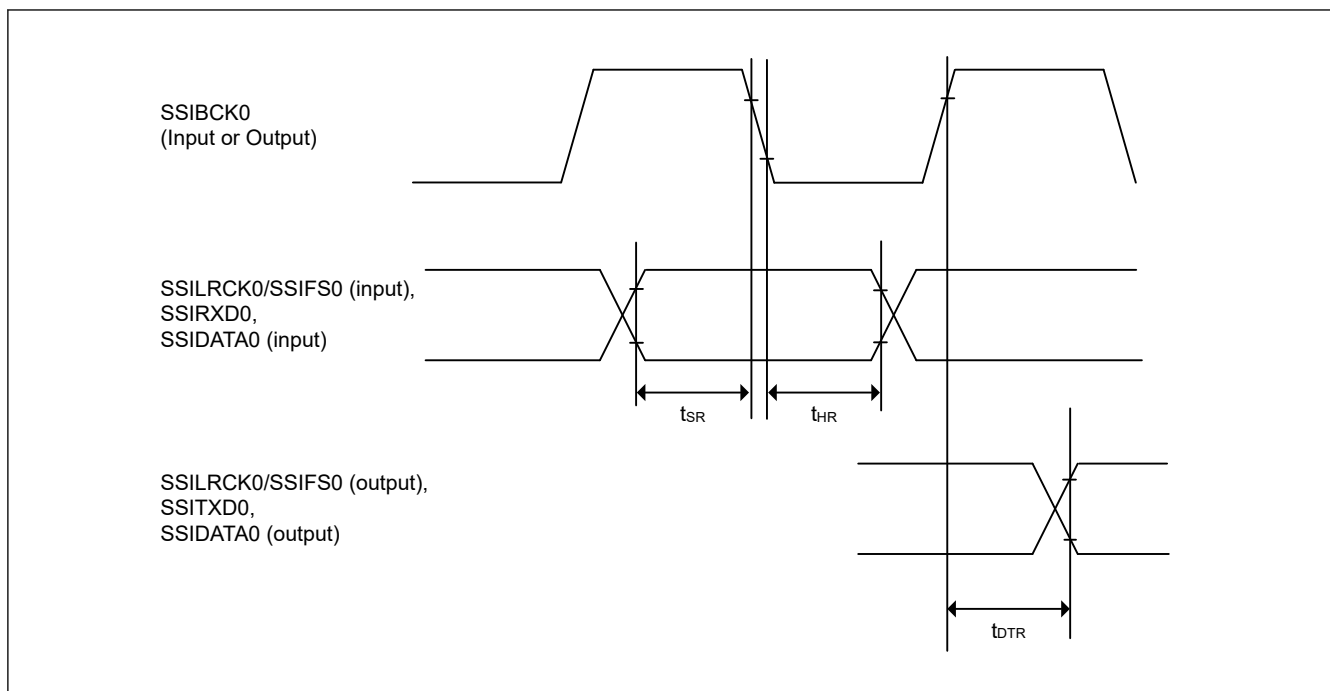 SSIBCK0
(Input or Output)
SSILRCK0/SSIFS0 (input),
SSIRXD0,
SSIDATA0 (input)
tSR
tHR
SSILRCK0/SSIFS0 (output),
SSITXD0,
SSIDATA0 (output)
tDTR